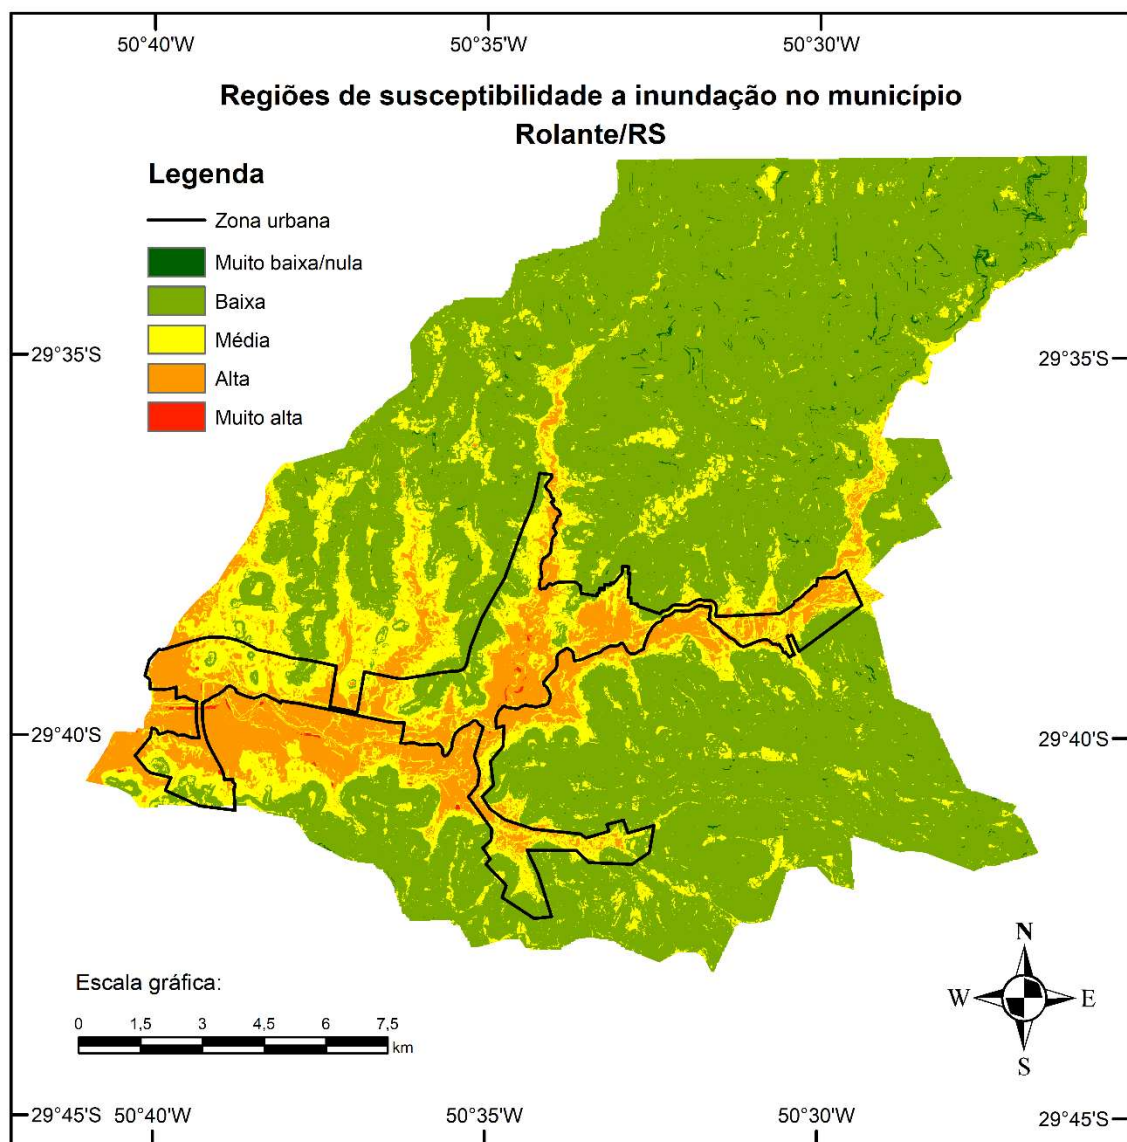 50°40'W 50°35'W 50°30'W
Regiões de susceptibilidade a inundação no município
Rolante/RS
Legenda
Zona urbana
Muito baixa/nula
Baixa
Média
Alta
Muito alta
29°35'S 29°35'S
29°40'S 29°40'S
N
W E
S
Escala gráfica:
0 1,5 3 4,5 6 7,5
km
29°45'S 50°40'W 50°35'W 50°30'W 29°45'S